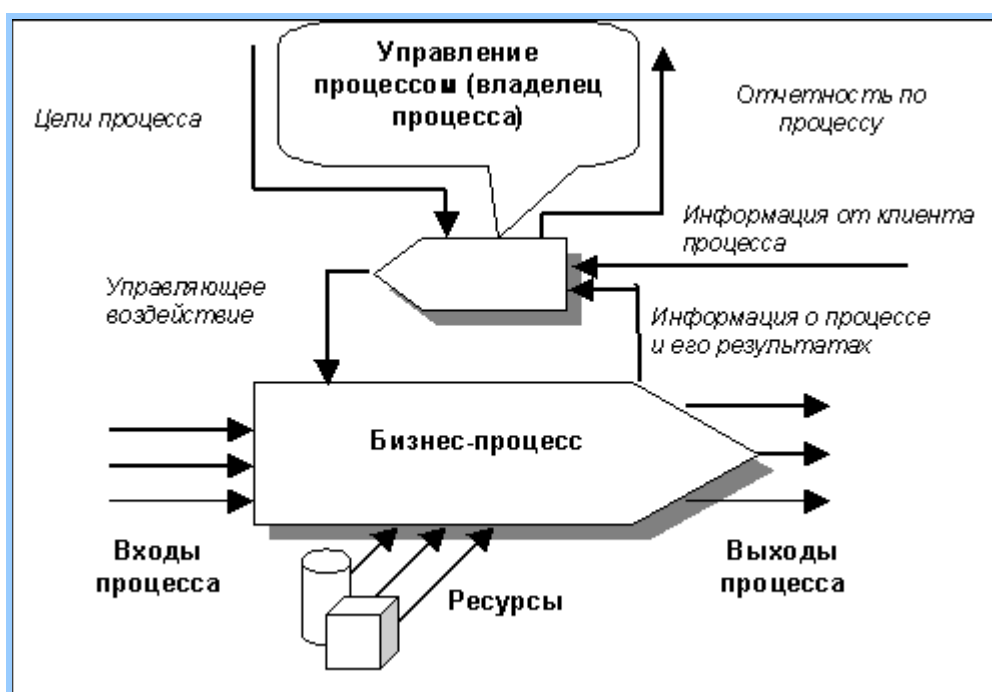 Управление
процессом (владелец
процесса)
Цели процесса
Отчетность по
процессу
Информация от клиента
процесса
Управляющее
воздействие
Информация о процессе
и его результатах
Бизнес-процесс
Входы
процесса
Ресурсы
Выходы
процесса